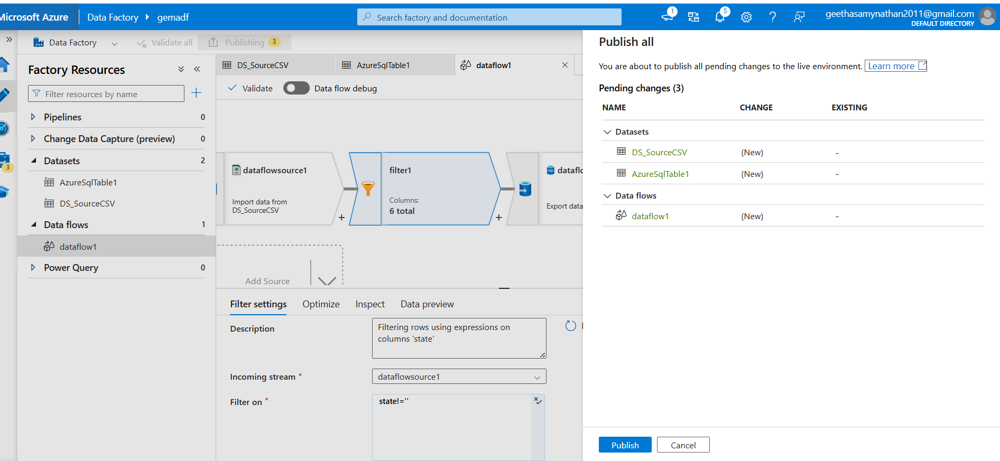 Microsoft Azure
Data Factory
gemadf
Search factory and documentation
1
5
geethasamynathan2011@gmail.com
DEFAULT DIRECTORY
Data Factory
Validate all
Publishing
3
Factory Resources
Filter resources by name
Pipelines 0
Change Data Capture (preview) 0
Datasets 2
AzureSqlTable1
DS_SourceCSV
Data flows 1
dataflow1
Power Query 0
3
DS_SourceCSV
AzureSqlTable1
dataflow1
Validate
Data flow debug
dataflowsource1
Import data from
DS_SourceCSV
+
filter1
Columns:
6 total
+
SQL
dataflo
Export data
Add Source
Filter settings
Optimize
Inspect
Data preview
Description
Filtering rows using expressions on
columns 'state'
Incoming stream *
dataflowsource1
Filter on *
state!=''
Publish all
You are about to publish all pending changes to the live environment. Learn more
Pending changes (3)
NAME CHANGE EXISTING
Datasets
DS_SourceCSV (New) -
AzureSqlTable1 (New) -
Data flows
dataflow1 (New) -
Publish
Cancel